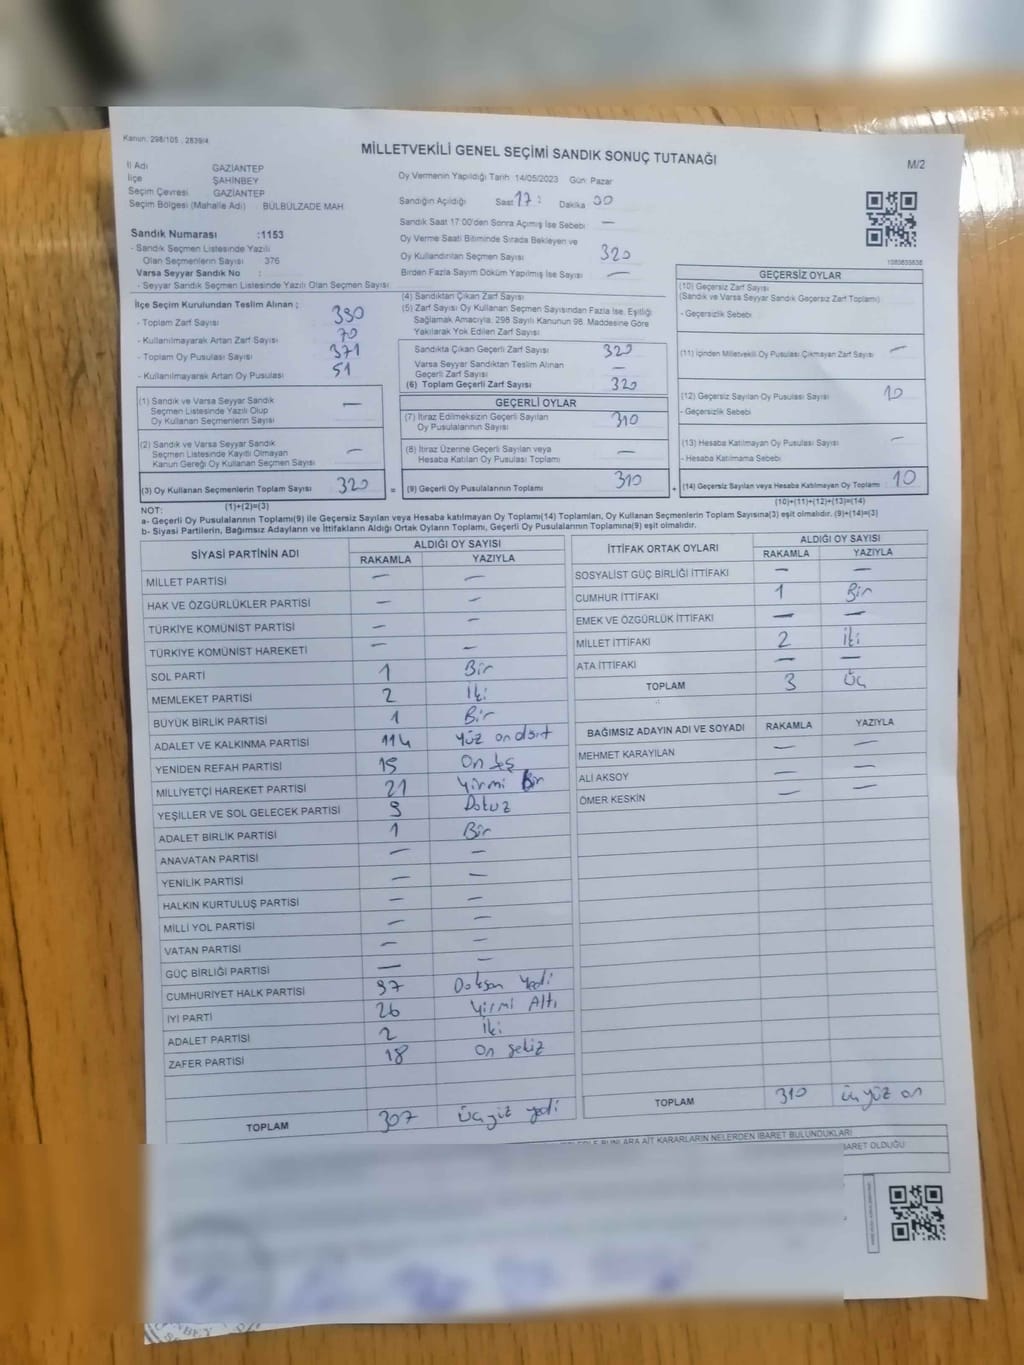 Kanun: 298/105 , 2839/4
MİLLETVEKİLİ GENEL SEÇİMİ SANDIK SONUÇ TUTANAĞI
M/2
İl Adı GAZİANTEP
İlçe ŞAHİNBEY
Seçim Çevresi GAZİANTEP
Seçim Bölgesi (Mahalle Adı) BÜLBÜLZADE MAH.
Oy Vermenin Yapıldığı Tarih 14/05/2023 Gün: Pazar
Sandığın Açıldığı Saat 17: Dakika 30
Sandık Saat 17:00'den Sonra Açılmış İse Sebebi —
Sandık Numarası :1153
- Sandık Seçmen Listesinde Yazılı
Olan Seçmenlerin Sayısı 376
Varsa Seyyar Sandık No :
- Seyyar Sandık Seçmen Listesinde Yazılı Olan Seçmen Sayısı
Oy Verme Saati Bitiminde Sırada Bekleyen ve
Oy Kullandırılan Seçmen Sayısı 320
Birden Fazla Sayım Döküm Yapılmış İse Sayısı —
1083833838
İlçe Seçim Kurulundan Teslim Alınan ;
- Toplam Zarf Sayısı 390
- Kullanılmayarak Artan Zarf Sayısı 70
- Toplam Oy Pusulası Sayısı 371
- Kullanılmayarak Artan Oy Pusulası 51
(1) Sandık ve Varsa Seyyar Sandık
Seçmen Listesinde Yazılı Olup
Oy Kullanan Seçmenlerin Sayısı —
(2) Sandık ve Varsa Seyyar Sandık
Seçmen Listesinde Kayıtlı Olmayan
Kanun Gereği Oy Kullanan Seçmen Sayısı —
(3) Oy Kullanan Seçmenlerin Toplam Sayısı 320
(1)+(2)=(3)
(4) Sandıktan Çıkan Zarf Sayısı
(5) Zarf Sayısı Oy Kullanan Seçmen Sayısından Fazla İse, Eşitliği
Sağlamak Amacıyla; 298 Sayılı Kanunun 98. Maddesine Göre
Yakılarak Yok Edilen Zarf Sayısı
Sandıkta Çıkan Geçerli Zarf Sayısı 320
Varsa Seyyar Sandıktan Teslim Alınan
Geçerli Zarf Sayısı —
(6) Toplam Geçerli Zarf Sayısı 320
GEÇERLİ OYLAR
(7) İtiraz Edilmeksizin Geçerli Sayılan
Oy Pusulalarının Sayısı 310
(8) İtiraz Üzerine Geçerli Sayılan veya
Hesaba Katılan Oy Pusulası Toplamı —
= (9) Geçerli Oy Pusulalarının Toplamı 310 +
GEÇERSİZ OYLAR
(10) Geçersiz Zarf Sayısı
(Sandık ve Varsa Seyyar Sandık Geçersiz Zarf Toplamı)
- Geçersizlik Sebebi
(11) İçinden Milletvekili Oy Pusulası Çıkmayan Zarf Sayısı —
(12) Geçersiz Sayılan Oy Pusulası Sayısı 10
- Geçersizlik Sebebi
(13) Hesaba Katılmayan Oy Pusulası Sayısı —
- Hesaba Katılmama Sebebi
(14) Geçersiz Sayılan veya Hesaba Katılmayan Oy Toplamı 10
(10)+(11)+(12)+(13)=(14)
NOT:
a- Geçerli Oy Pusulalarının Toplamı(9) ile Geçersiz Sayılan veya Hesaba katılmayan Oy Toplamı(14) Toplamları, Oy Kullanan Seçmenlerin Toplam Sayısına(3) eşit olmalıdır. (9)+(14)=(3)
b- Siyasi Partilerin, Bağımsız Adayların ve İttifakların Aldığı Ortak Oyların Toplamı, Geçerli Oy Pusulalarının Toplamına(9) eşit olmalıdır.
SİYASİ PARTİNİN ADI ALDIĞI OY SAYISI
RAKAMLA YAZIYLA
MİLLET PARTİSİ — —
HAK VE ÖZGÜRLÜKLER PARTİSİ — —
TÜRKİYE KOMÜNİST PARTİSİ — —
TÜRKİYE KOMÜNİST HAREKETİ — —
SOL PARTİ 1 Bir
MEMLEKET PARTİSİ 2 İki
BÜYÜK BİRLİK PARTİSİ 1 Bir
ADALET VE KALKINMA PARTİSİ 114 Yüz on dört
YENİDEN REFAH PARTİSİ 15 On beş
MİLLİYETÇİ HAREKET PARTİSİ 21 Yirmi Bir
YEŞİLLER VE SOL GELECEK PARTİSİ 9 Dokuz
ADALET BİRLİK PARTİSİ 1 Bir
ANAVATAN PARTİSİ — —
YENİLİK PARTİSİ — —
HALKIN KURTULUŞ PARTİSİ — —
MİLLİ YOL PARTİSİ — —
VATAN PARTİSİ — —
GÜÇ BİRLİĞİ PARTİSİ — —
CUMHURİYET HALK PARTİSİ 97 Doksan Yedi
İYİ PARTİ 26 Yirmi Altı
ADALET PARTİSİ 2 İki
ZAFER PARTİSİ 18 On sekiz
TOPLAM 307 Üç yüz yedi
İTTİFAK ORTAK OYLARI ALDIĞI OY SAYISI
RAKAMLA YAZIYLA
SOSYALİST GÜÇ BİRLİĞİ İTTİFAKI — —
CUMHUR İTTİFAKI 1 Bir
EMEK VE ÖZGÜRLÜK İTTİFAKI — —
MİLLET İTTİFAKI 2 İki
ATA İTTİFAKI — —
TOPLAM 3 Üç
BAĞIMSIZ ADAYIN ADI VE SOYADI RAKAMLA YAZIYLA
MEHMET KARAYILAN — —
ALİ AKSOY — —
ÖMER KESKİN — —
TOPLAM 310 üç yüz on
BUNLARA AİT KARARLARIN NELERDEN İBARET BULUNDUKLARI
İBARET OLDUĞU